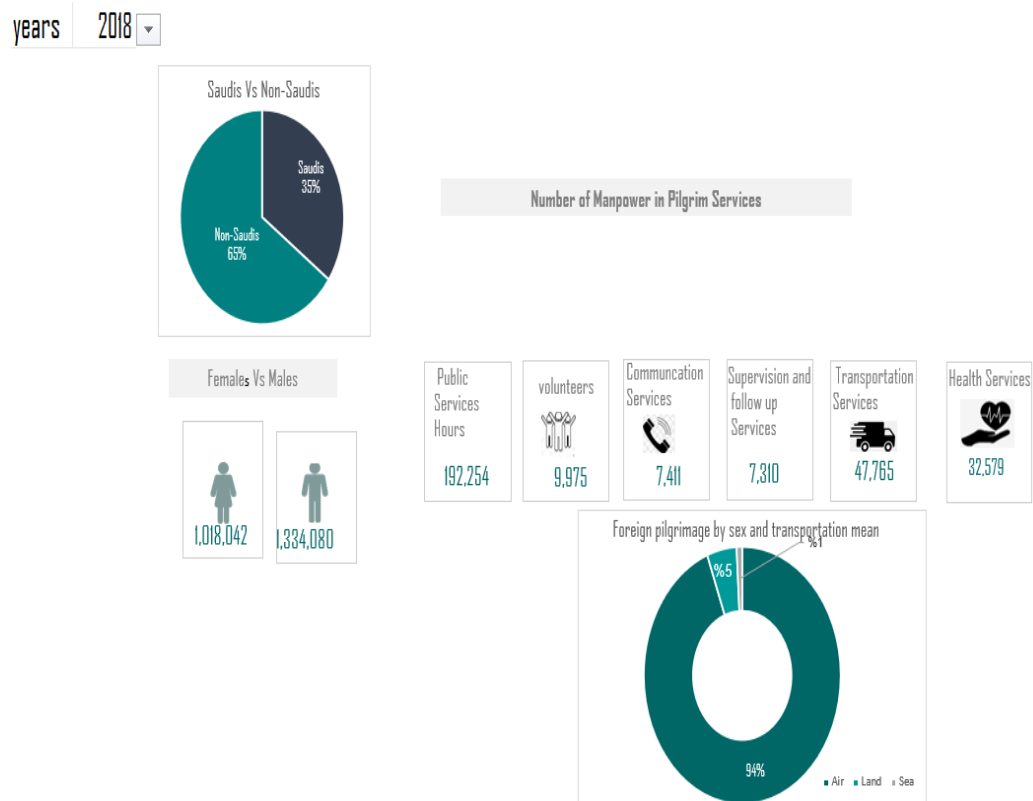 years 2018
Saudis Vs Non-Saudis
Saudis
35%
Non-Saudis
65%
Number of Manpower in Pilgrim Services
Females Vs Males
1,018,042
1,334,080
Public
Services
Hours
192,254
volunteers
9,975
Communcation
Services
7,411
Supervision and
follow up
Services
7,310
Transportation
Services
47,765
Health Services
32,579
Foreign pilgrimage by sex and transportation mean
%1
%5
94%
Air Land Sea